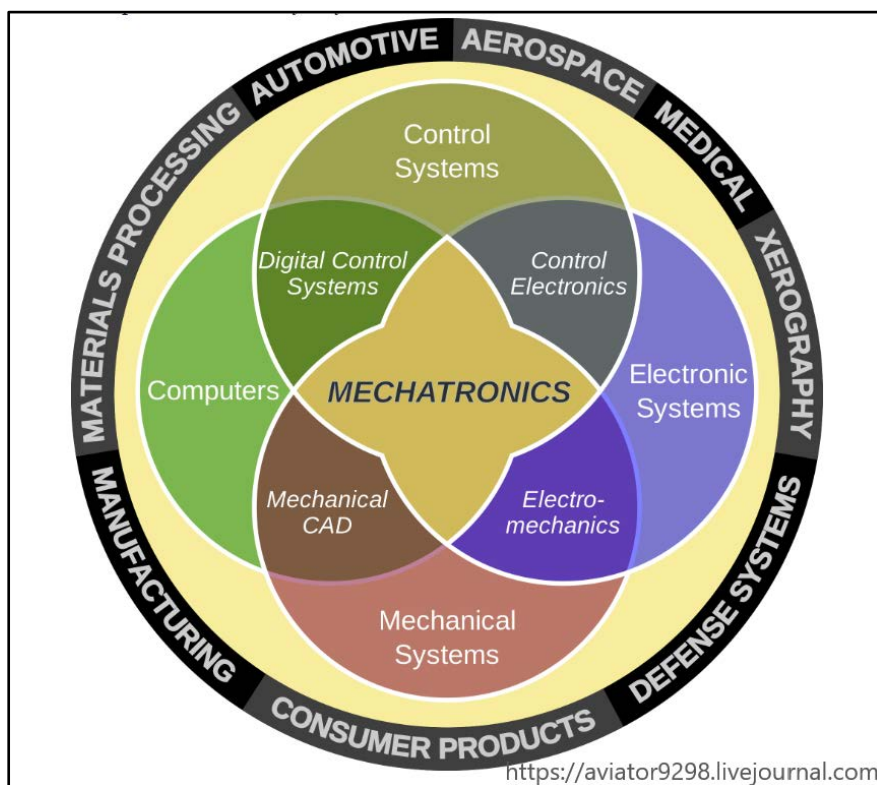 AUTOMOTIVE
AEROSPACE
MEDICAL
XEROGRAPHY
DEFENSE SYSTEMS
CONSUMER PRODUCTS
MANUFACTURING
MATERIALS PROCESSING
Control
Systems
Digital Control
Systems
Control
Electronics
Computers
MECHATRONICS
Electronic
Systems
Mechanical
CAD
Electro-
mechanics
Mechanical
Systems
https://aviator9298.livejournal.com